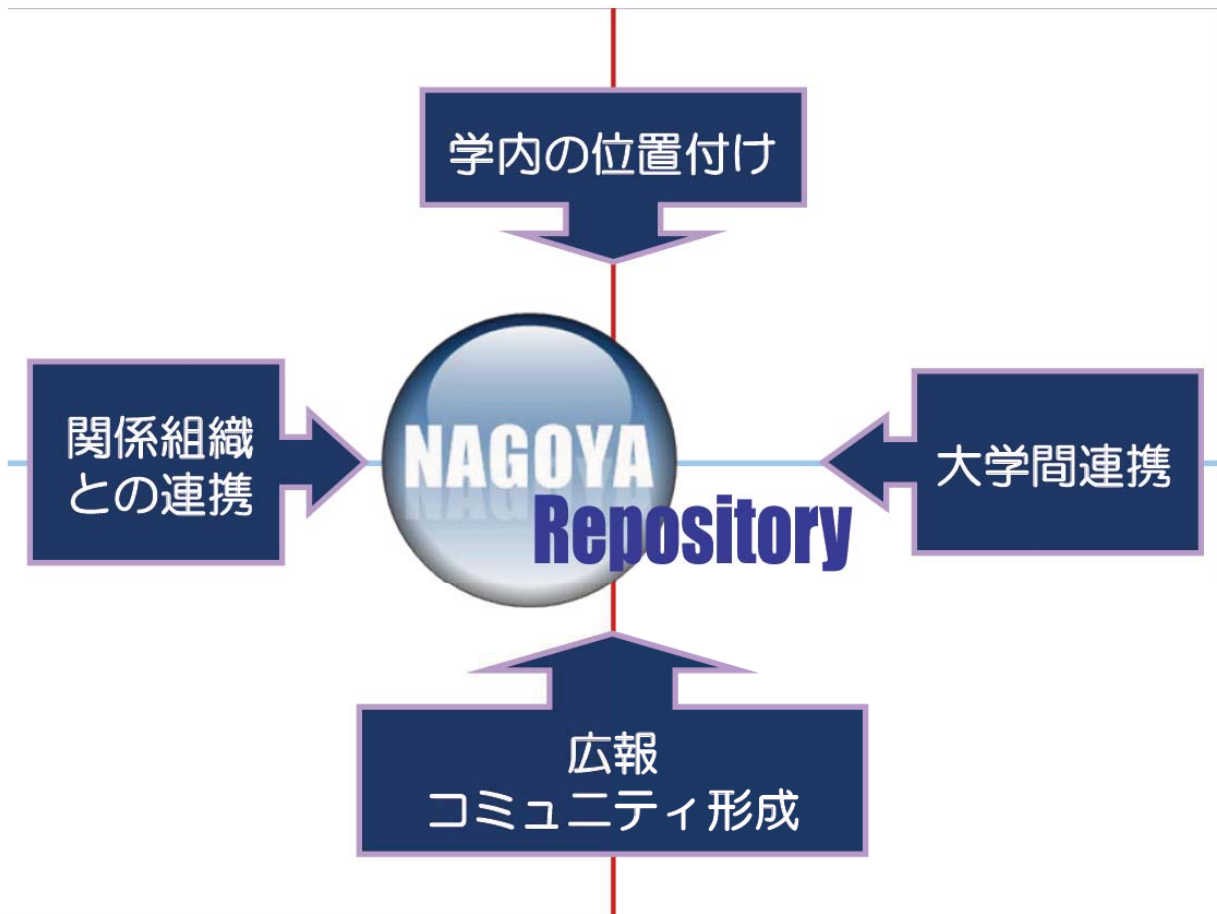 学内の位置付け
関係組織
との連携
NAGOYA
Repository
大学間連携
広報
コミュニティ形成